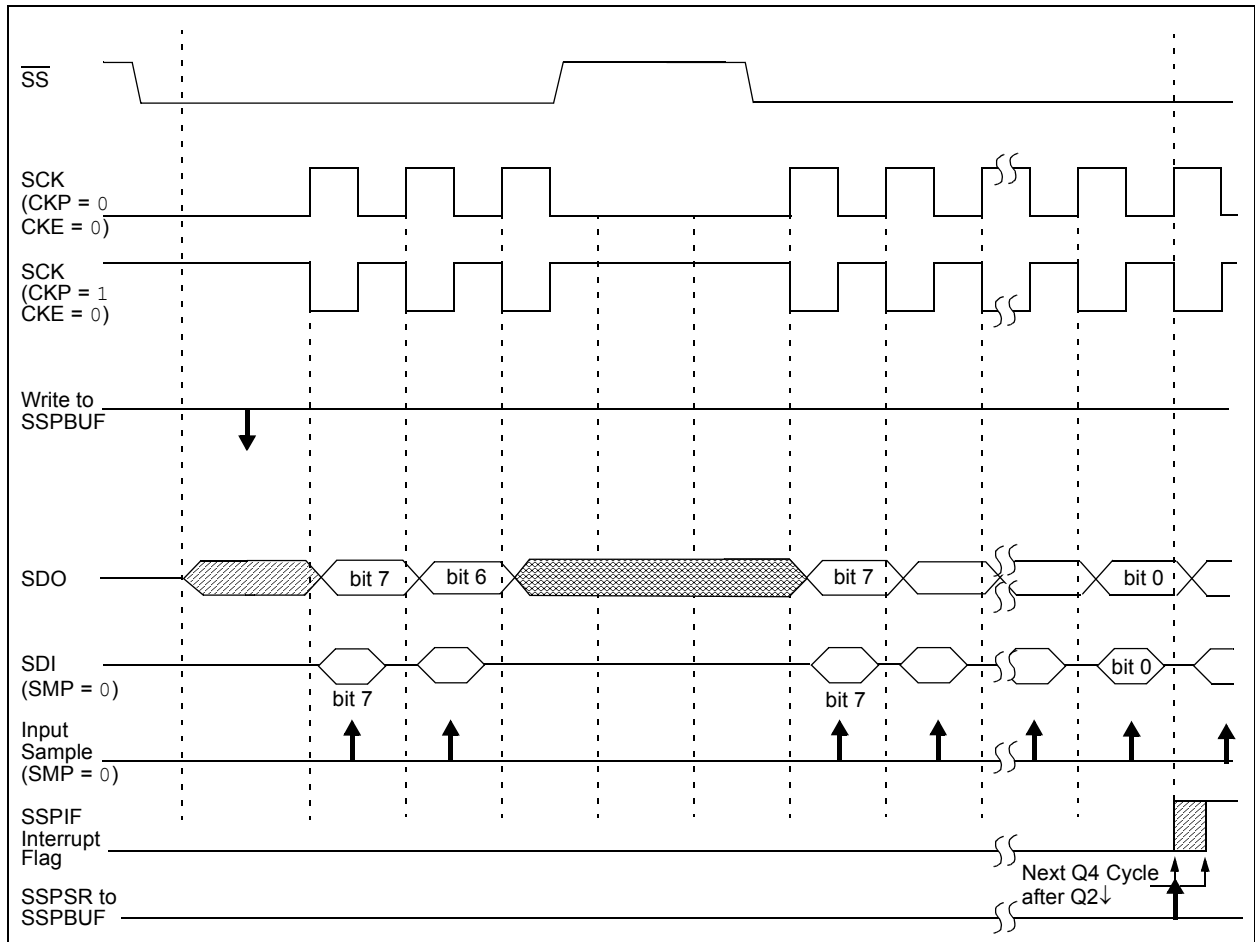 SS
SCK
(CKP = 0
CKE = 0)
SCK
(CKP = 1
CKE = 0)
Write to
SSPBUF
SDO
bit 7
bit 6
bit 7
bit 0
SDI
(SMP = 0)
bit 7
bit 7
bit 0
Input
Sample
(SMP = 0)
SSPIF
Interrupt
Flag
Next Q4 Cycle
after Q2↓
SSPSR to
SSPBUF